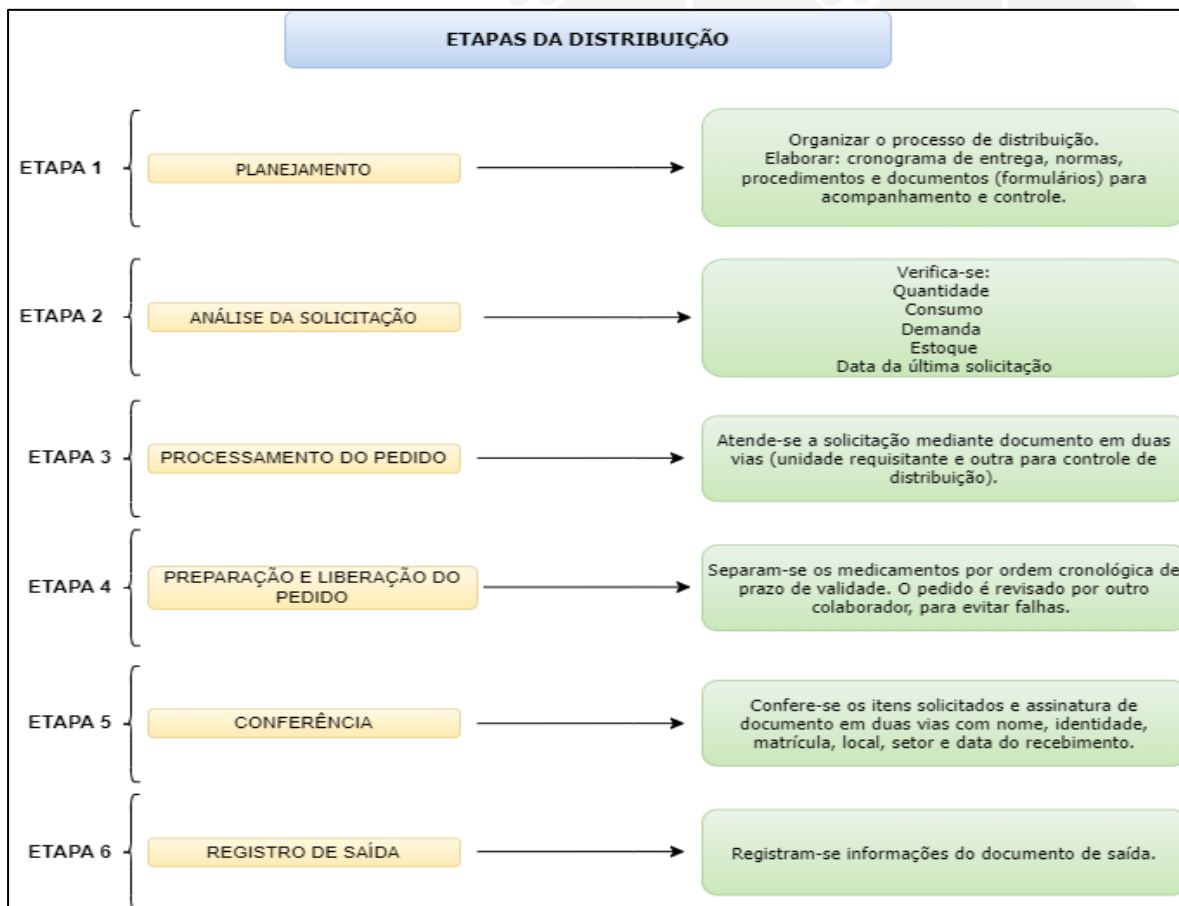 ETAPAS DA DISTRIBUIÇÃO
ETAPA 1
PLANEJAMENTO
Organizar o processo de distribuição.
Elaborar: cronograma de entrega, normas,
procedimentos e documentos (formulários) para
acompanhamento e controle.
ETAPA 2
ANÁLISE DA SOLICITAÇÃO
Verifica-se:
Quantidade
Consumo
Demanda
Estoque
Data da última solicitação
ETAPA 3
PROCESSAMENTO DO PEDIDO
Atende-se a solicitação mediante documento em duas
vias (unidade requisitante e outra para controle de
distribuição).
ETAPA 4
PREPARAÇÃO E LIBERAÇÃO DO
PEDIDO
Separam-se os medicamentos por ordem cronológica de
prazo de validade. O pedido é revisado por outro
colaborador, para evitar falhas.
ETAPA 5
CONFERÊNCIA
Confere-se os itens solicitados e assinatura de
documento em duas vias com nome, identidade,
matrícula, local, setor e data do recebimento.
ETAPA 6
REGISTRO DE SAÍDA
Registram-se informações do documento de saída.